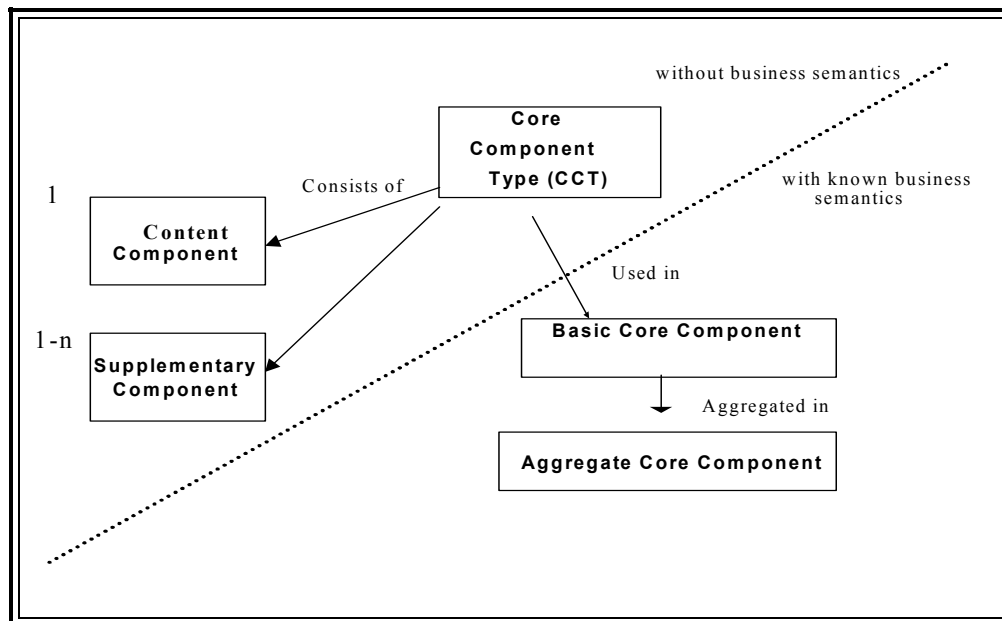 without business semantics
Core
Component
Type (CCT)
with known business
semantics
Consists of
1
Content
Component
Used in
1-n
Basic Core Component
Supplementary
Component
Aggregated in
Aggregate Core Component